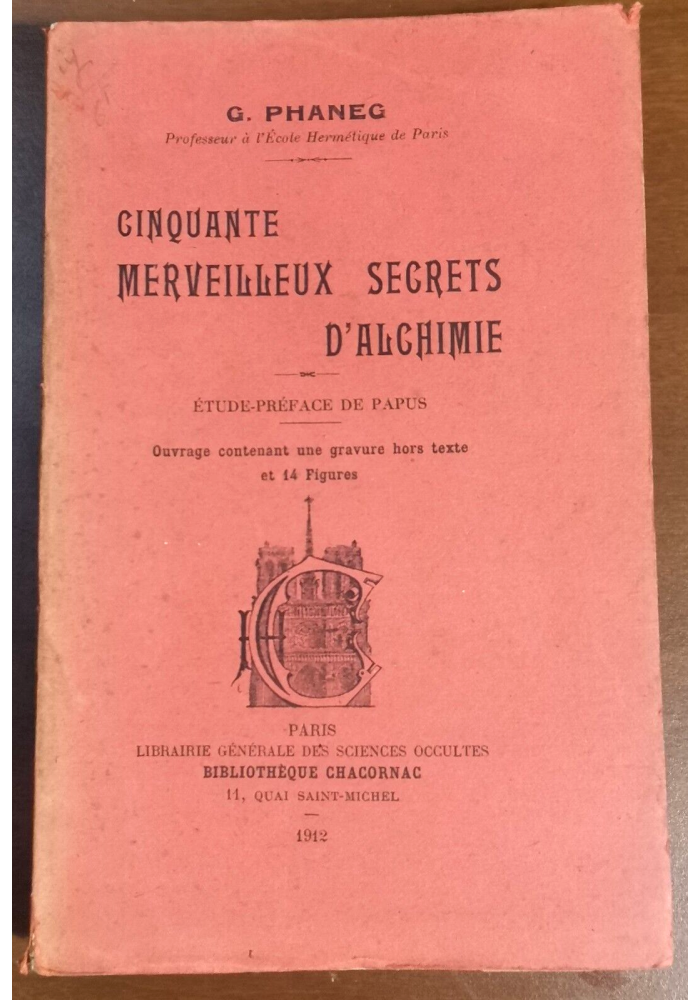 G. PHANEG
Professeur à l'École Hermétique de Paris
CINQUANTE
MERVEILLEUX SECRETS
D'ALCHIMIE
ÉTUDE-PRÉFACE DE PAPUS
Ouvrage contenant une gravure hors texte
et 14 Figures
PARIS
LIBRAIRIE GÉNÉRALE DES SCIENCES OCCULTES
BIBLIOTHÈQUE CHACORNAC
11, QUAI SAINT-MICHEL
1912